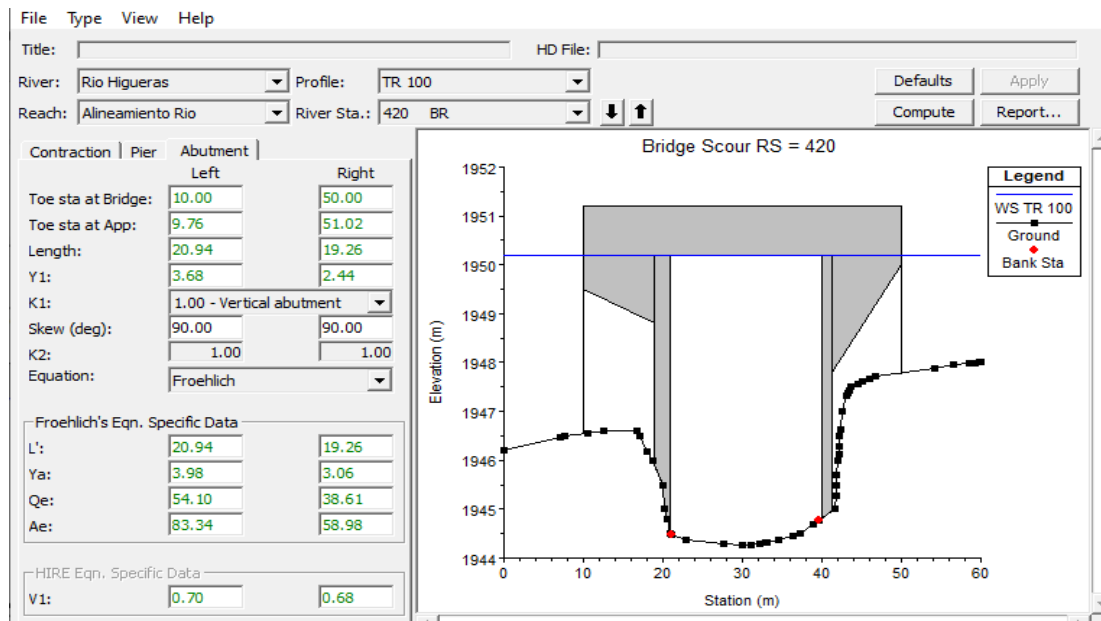 File Type View Help
Title: HD File:
River: Rio Higueras Profile: TR 100 Defaults Apply
Reach: Alineamiento Rio River Sta.: 420 BR Compute Report...
Contraction Pier Abutment
Left Right
Toe sta at Bridge: 10.00 50.00
Toe sta at App: 9.76 51.02
Length: 20.94 19.26
Y1: 3.68 2.44
K1: 1.00 - Vertical abutment
Skew (deg): 90.00 90.00
K2: 1.00 1.00
Equation: Froehlich
Froehlich's Eqn. Specific Data
L': 20.94 19.26
Ya: 3.98 3.06
Qe: 54.10 38.61
Ae: 83.34 58.98
HIRE Eqn. Specific Data
V1: 0.70 0.68
Bridge Scour RS = 420
Legend
WS TR 100
Ground
Bank Sta
1952
1951
1950
1949
1948
1947
1946
1945
1944
Elevation (m)
0 10 20 30 40 50 60
Station (m)